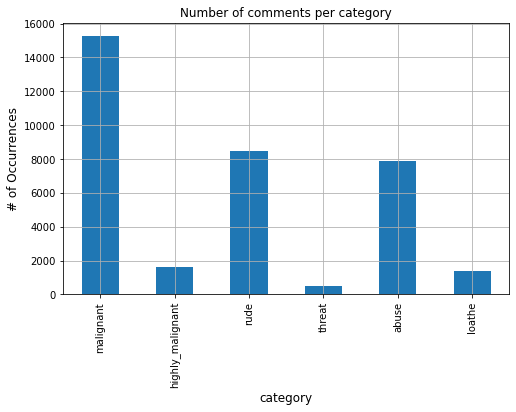 Number of comments per category
16000
14000
12000
10000
8000
6000
4000
2000
0
# of Occurrences
malignant
highly_malignant
rude
threat
abuse
loathe
category